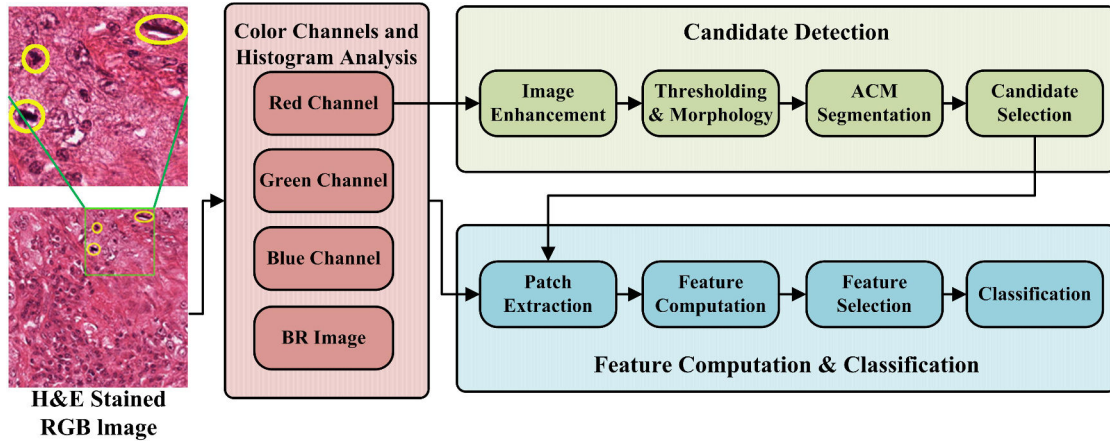 Color Channels and
Histogram Analysis
Red Channel
Green Channel
Blue Channel
BR Image
Candidate Detection
Image
Enhancement
Thresholding
& Morphology
ACM
Segmentation
Candidate
Selection
Patch
Extraction
Feature
Computation
Feature
Selection
Classification
Feature Computation & Classification
H&E Stained
RGB Image